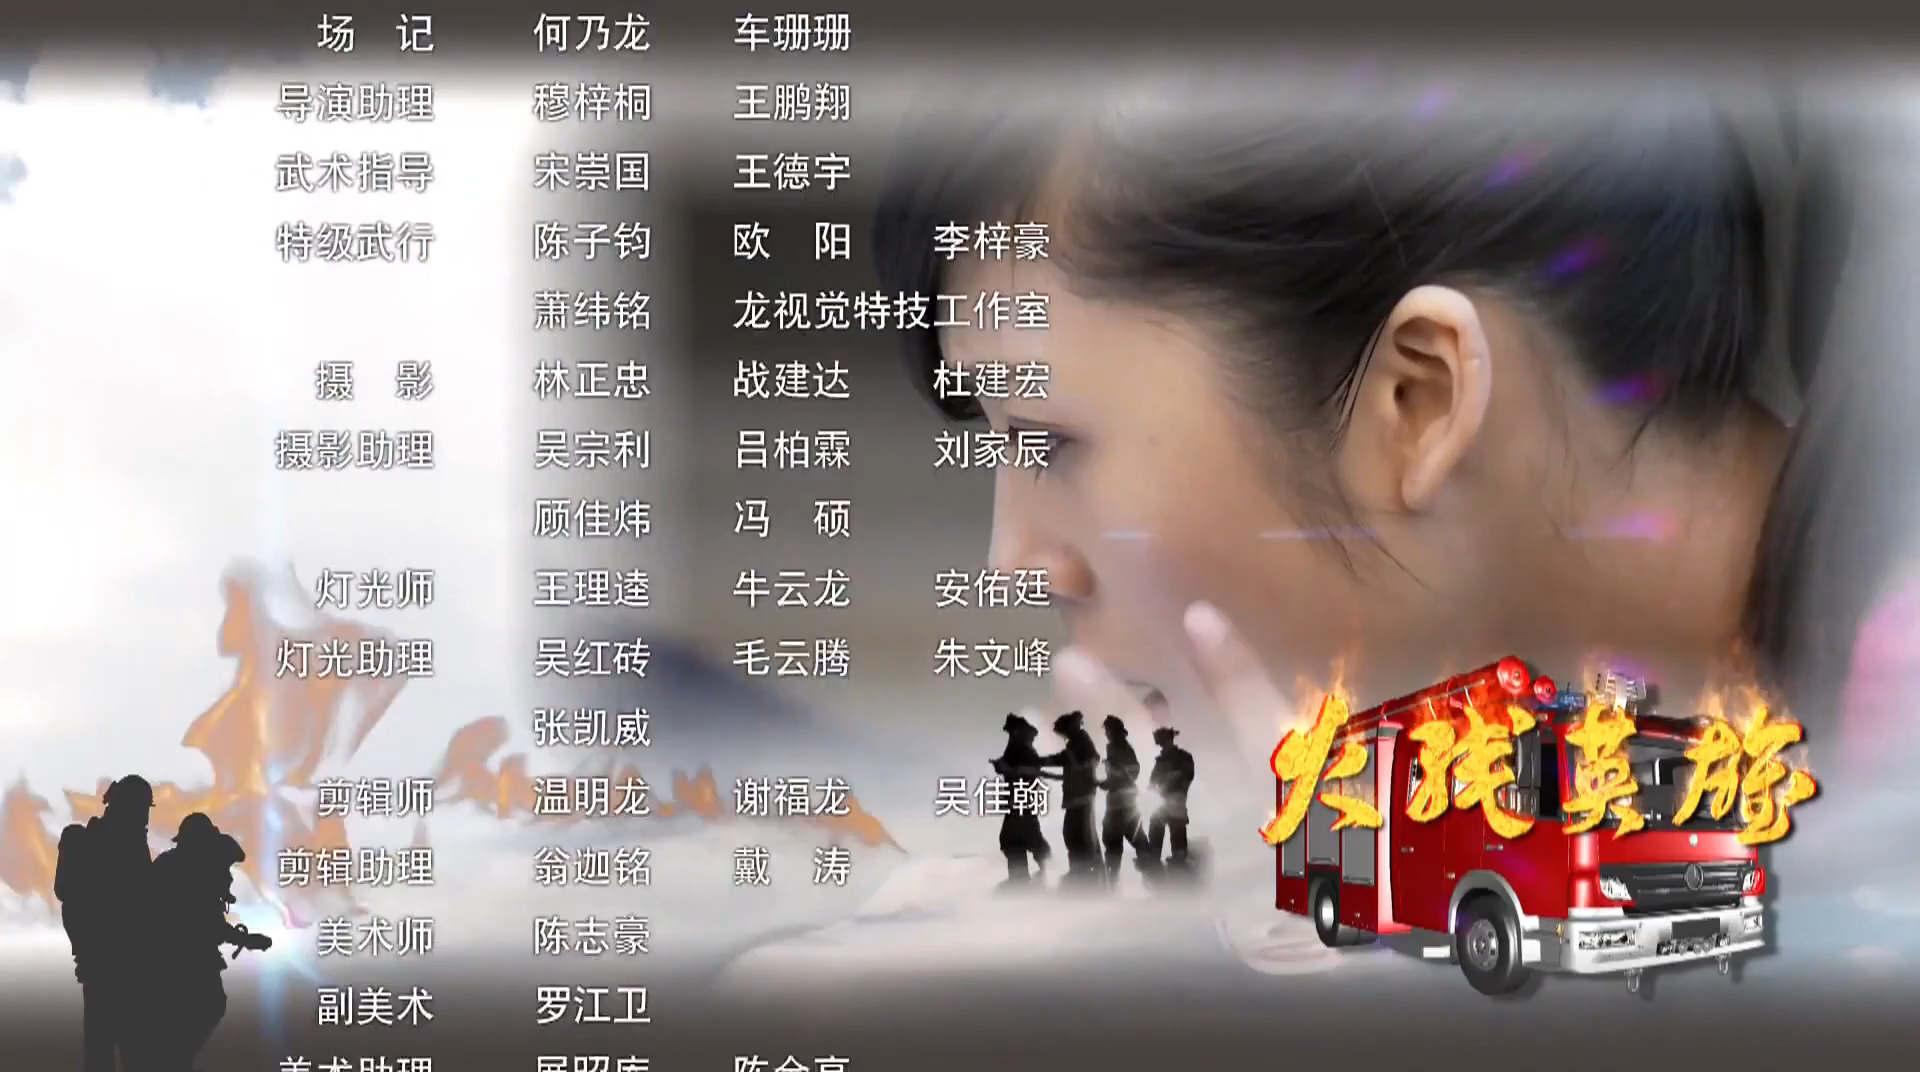 场 记 何乃龙 车珊珊
导演助理 穆梓桐 王鹏翔
武术指导 宋崇国 王德宇
特级武行 陈子钧 欧 阳 李梓豪
萧纬铭 龙视觉特技工作室
摄 影 林正忠 战建达 杜建宏
摄影助理 吴宗利 吕柏霖 刘家辰
顾佳炜 冯 硕
灯光师 王理逵 牛云龙 安佑廷
灯光助理 吴红砖 毛云腾 朱文峰
张凯威
剪辑师 温明龙 谢福龙 吴佳翰
剪辑助理 翁迦铭 戴 涛
美术师 陈志豪
副美术 罗江卫
美术助理
火线英雄